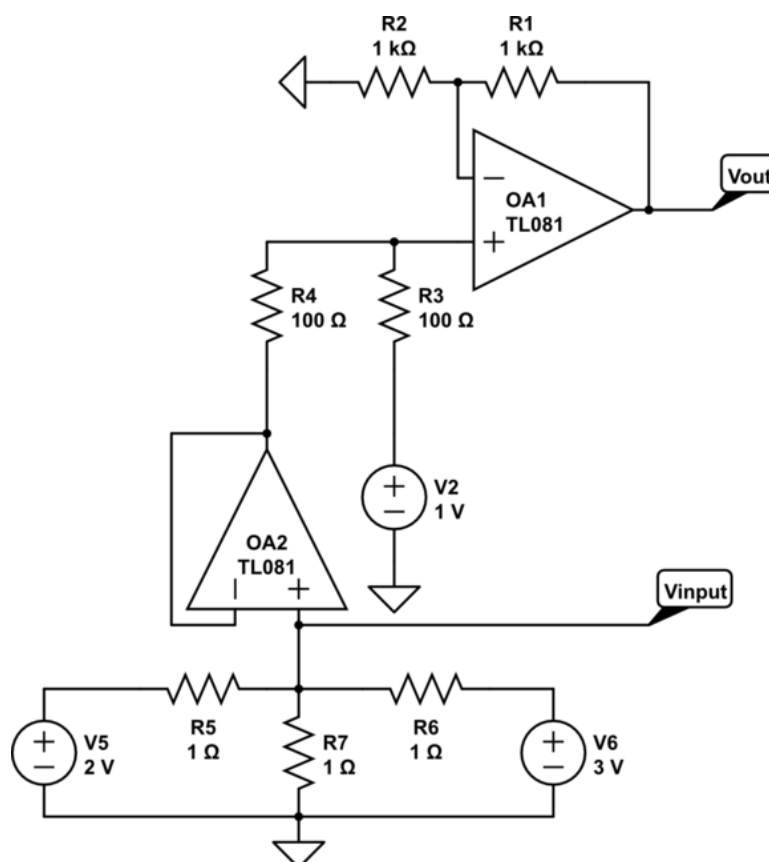 R2
1 kΩ
R1
1 kΩ
OA1
TL081
Vout
R4
100 Ω
R3
100 Ω
V2
1 V
OA2
TL081
Vinput
R5
1 Ω
R7
1 Ω
R6
1 Ω
V5
2 V
V6
3 V